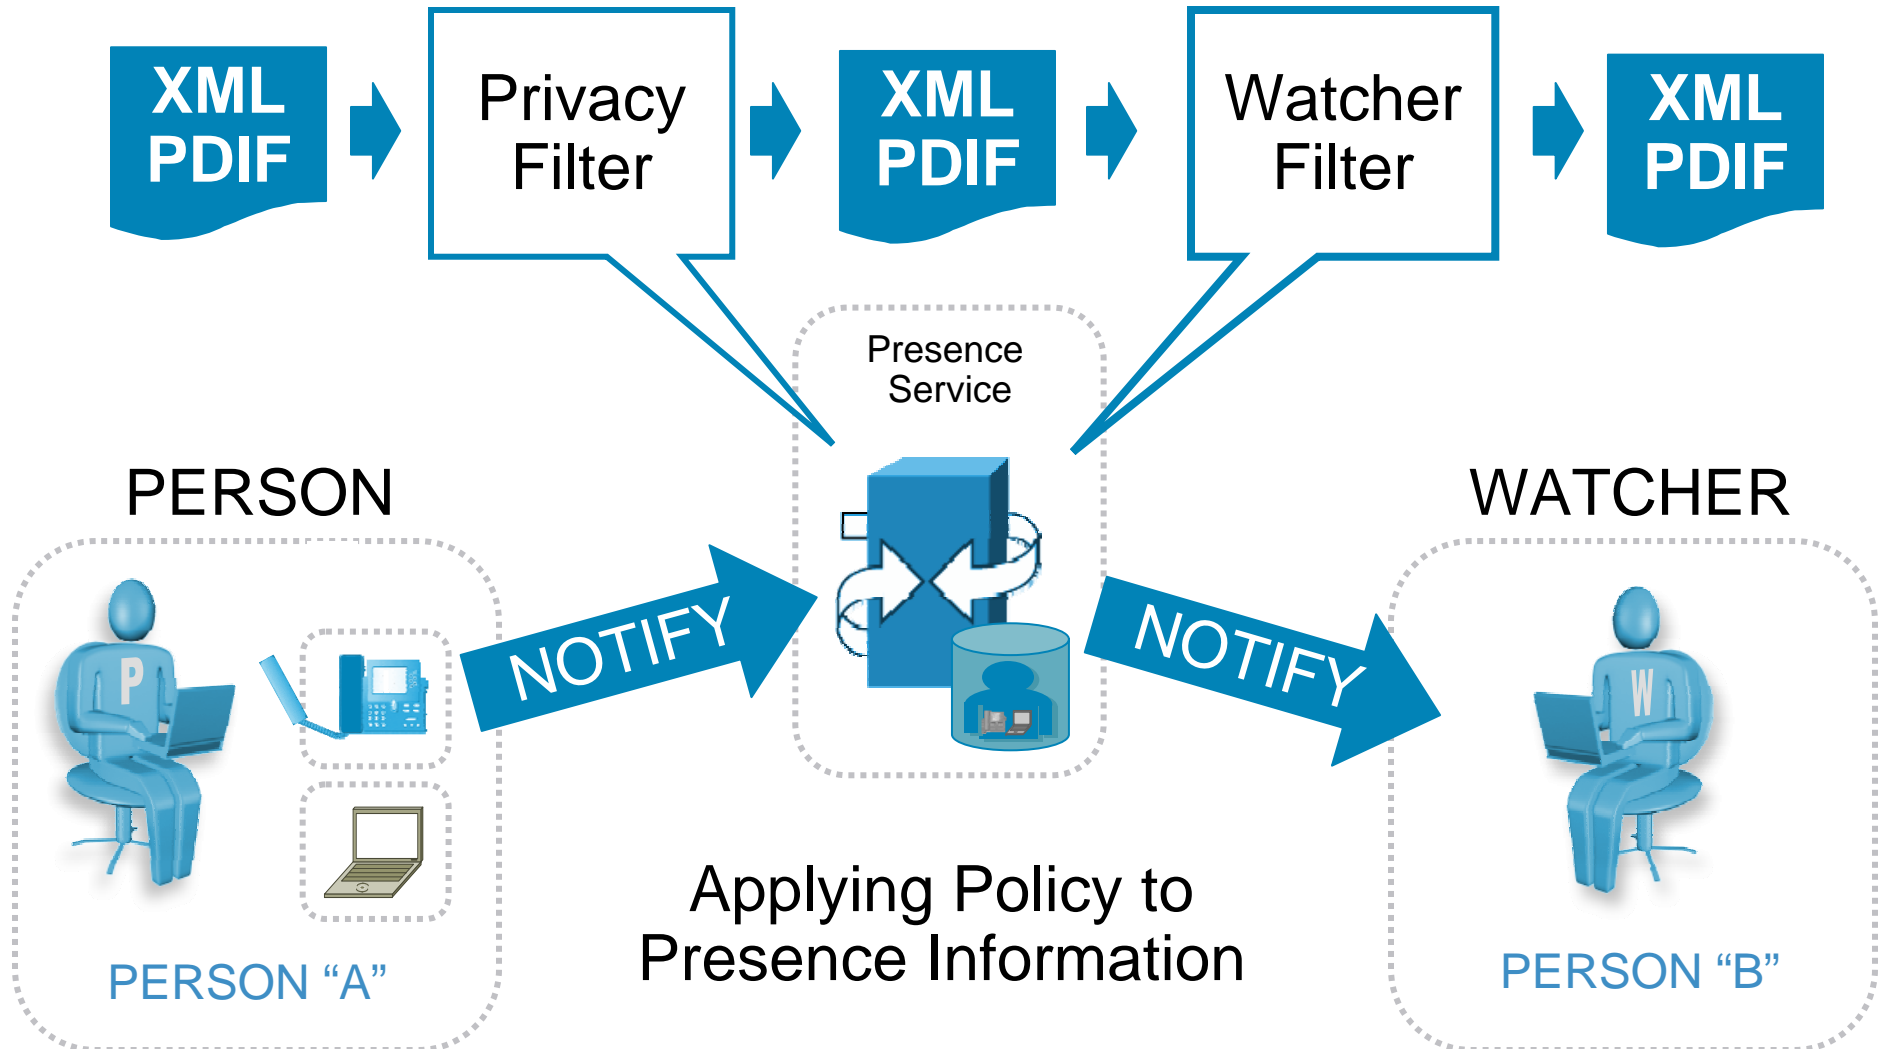 XML
PDIF
Privacy
Filter
XML
PDIF
Watcher
Filter
XML
PDIF
Presence
Service
PERSON
WATCHER
NOTIFY
NOTIFY
P
W
Applying Policy to
Presence Information
PERSON “A”
PERSON “B”